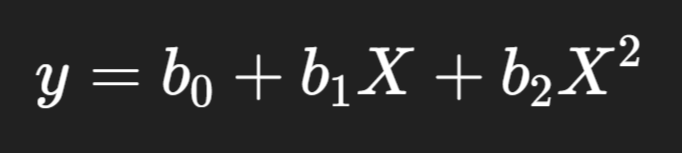 y = b₀ + b₁X + b₂X²